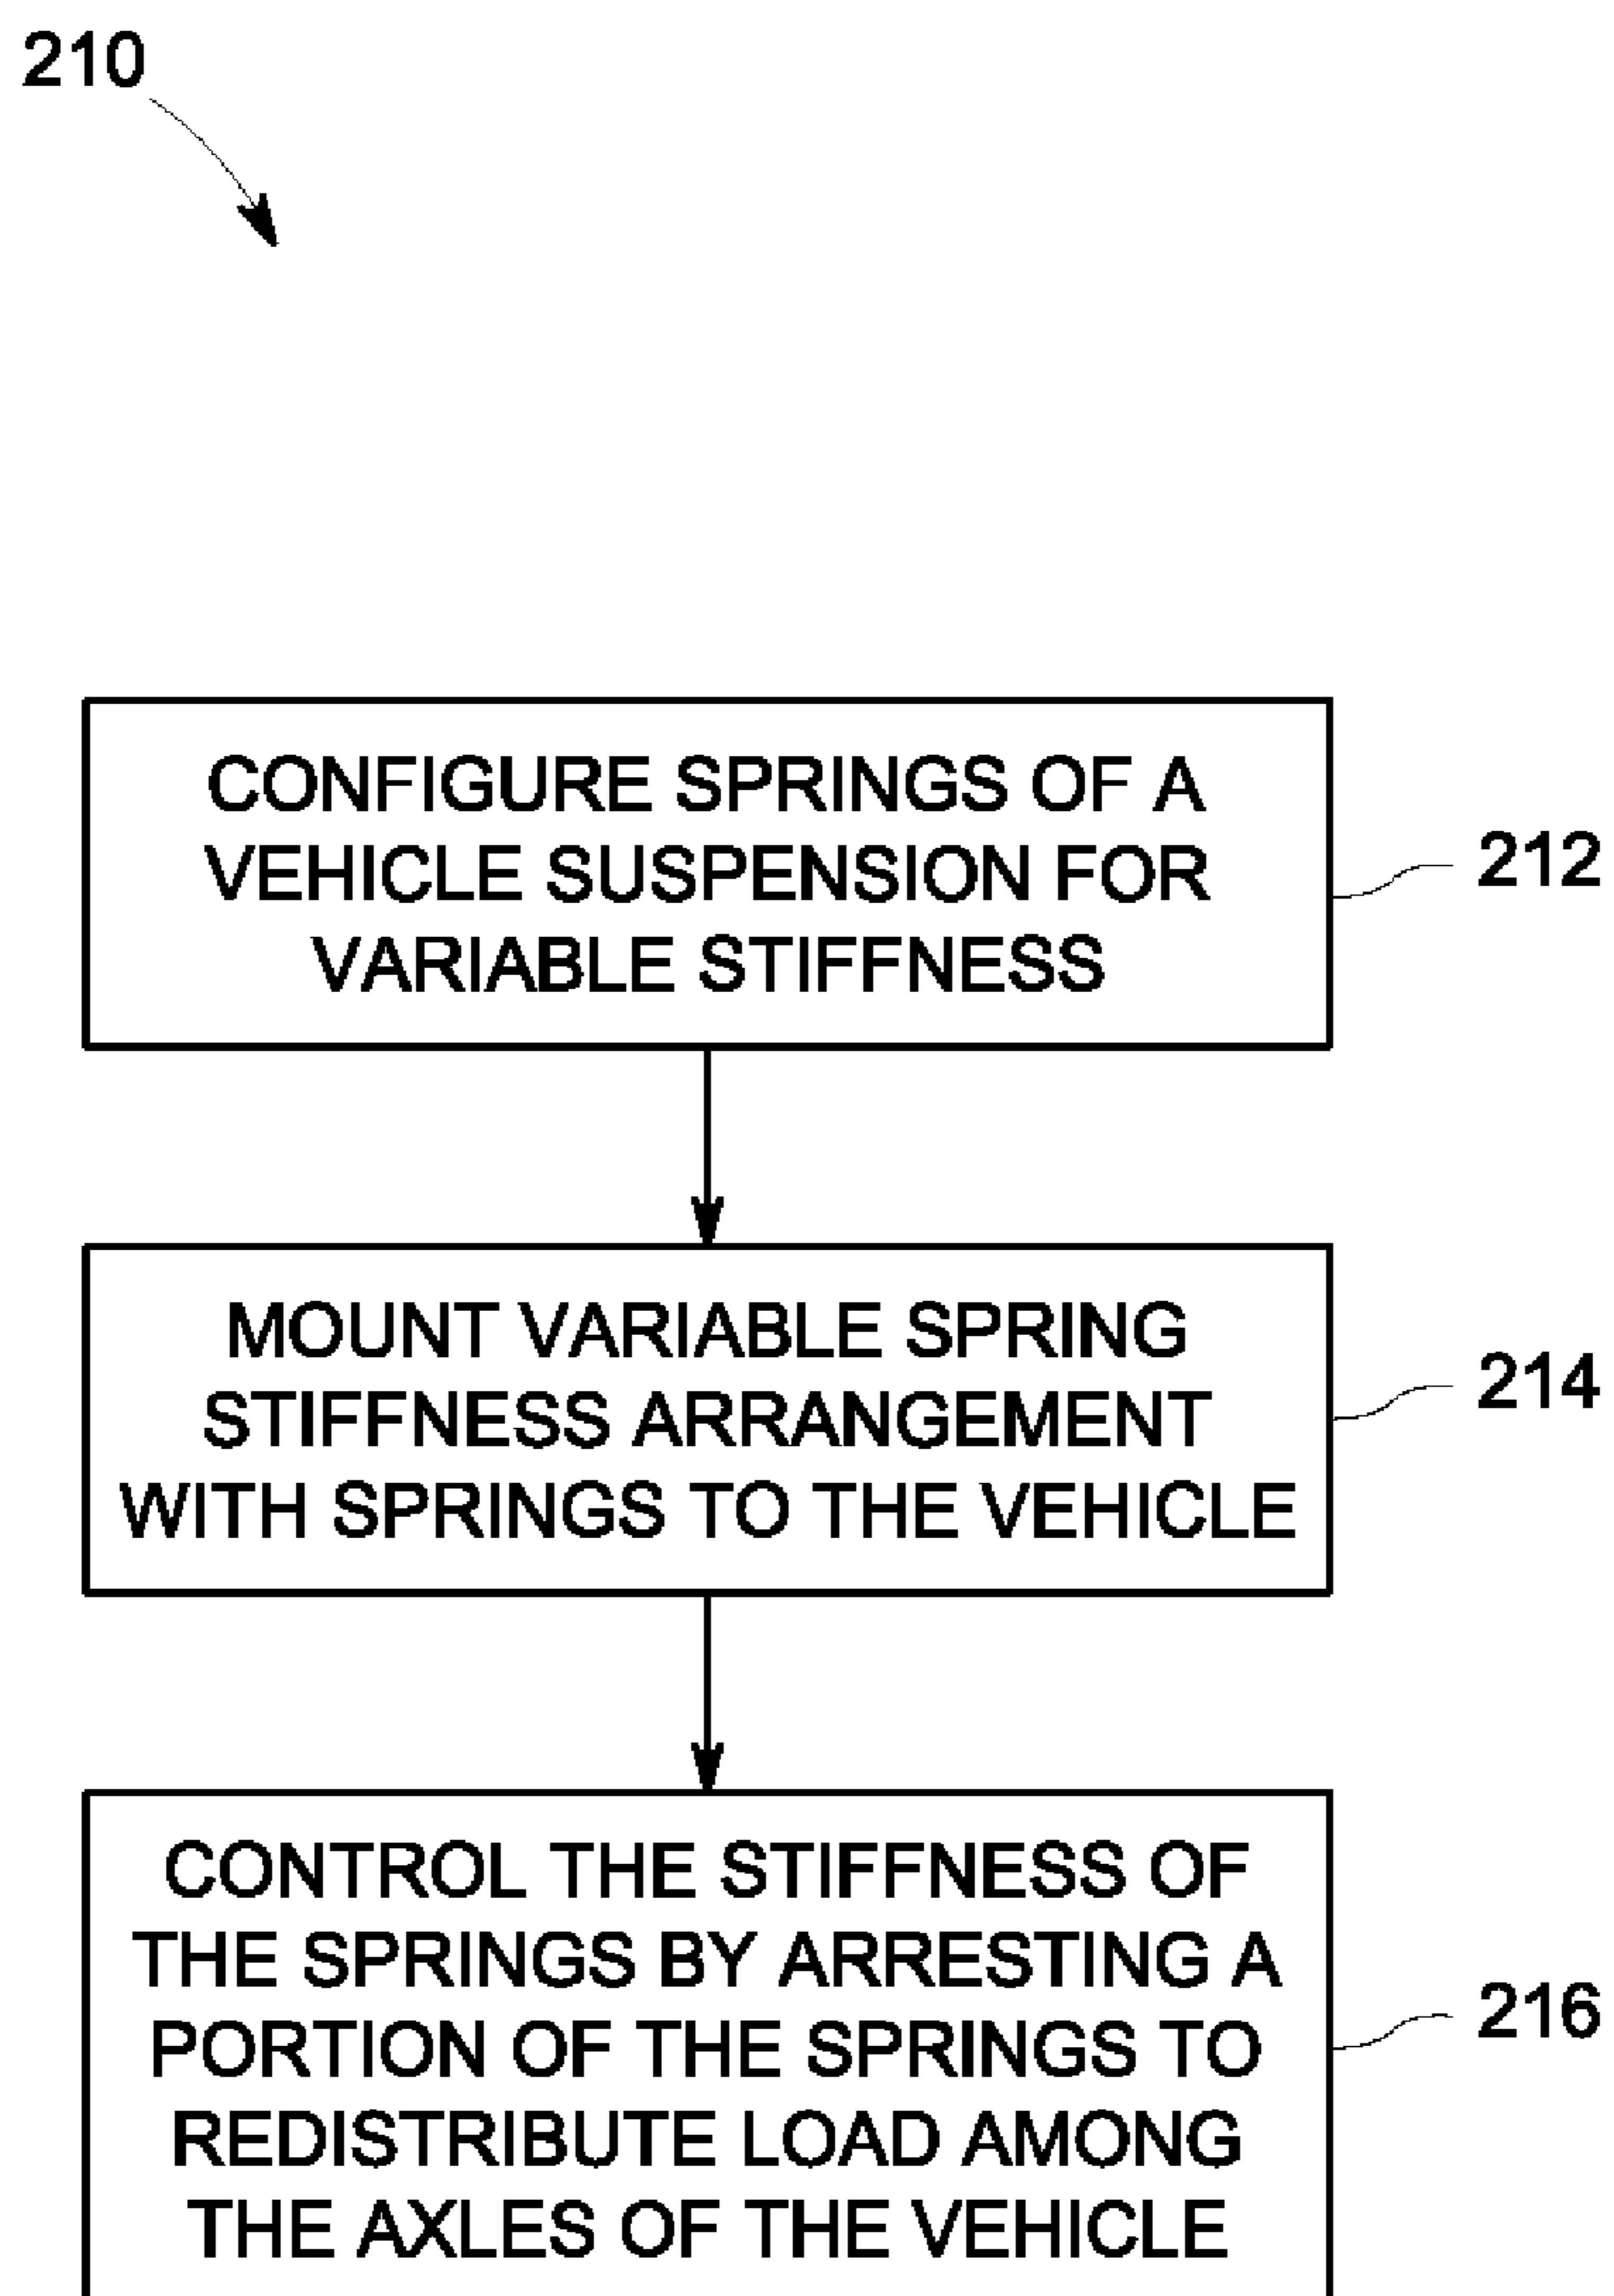 210
CONFIGURE SPRINGS OF A
VEHICLE SUSPENSION FOR
VARIABLE STIFFNESS
212
MOUNT VARIABLE SPRING
STIFFNESS ARRANGEMENT
WITH SPRINGS TO THE VEHICLE
214
CONTROL THE STIFFNESS OF
THE SPRINGS BY ARRESTING A
PORTION OF THE SPRINGS TO
REDISTRIBUTE LOAD AMONG
THE AXLES OF THE VEHICLE
216